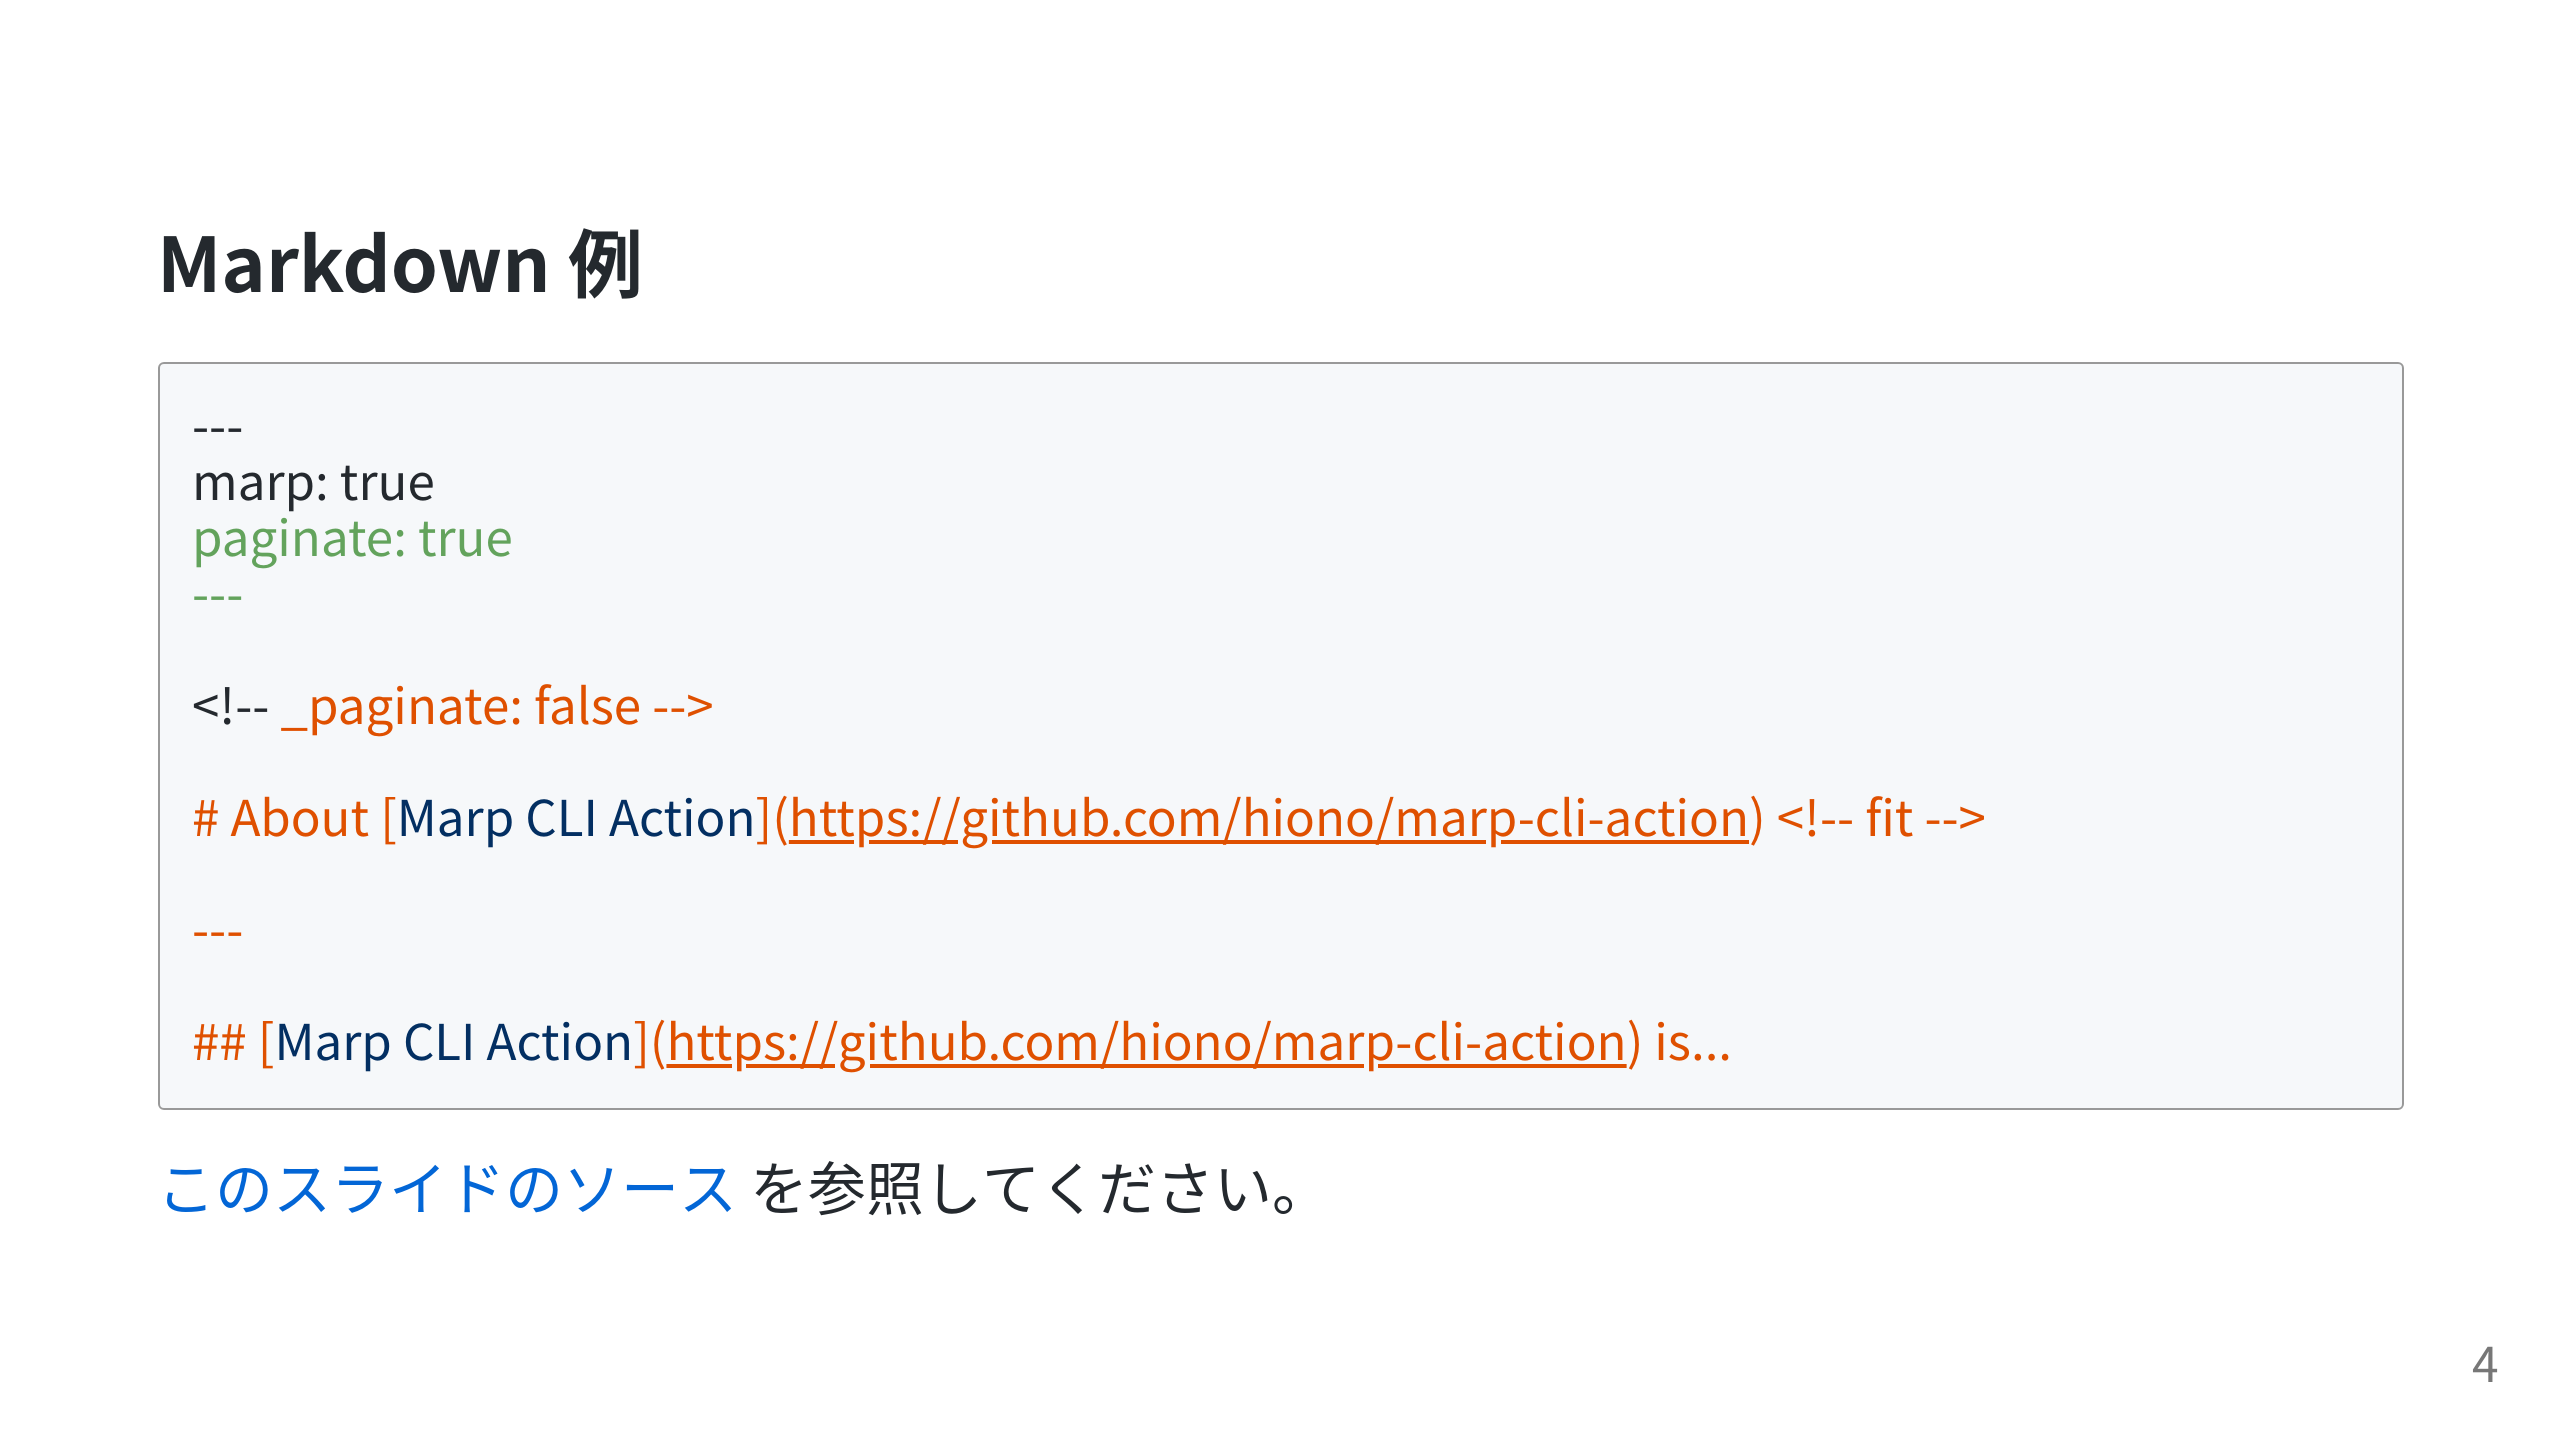 Markdown 例
---
marp: true
paginate: true
---
<!-- _paginate: false -->
# About [Marp CLI Action](https://github.com/hiono/marp-cli-action) <!-- fit -->
---
## [Marp CLI Action](https://github.com/hiono/marp-cli-action) is...
このスライドのソース を参照してください。
4